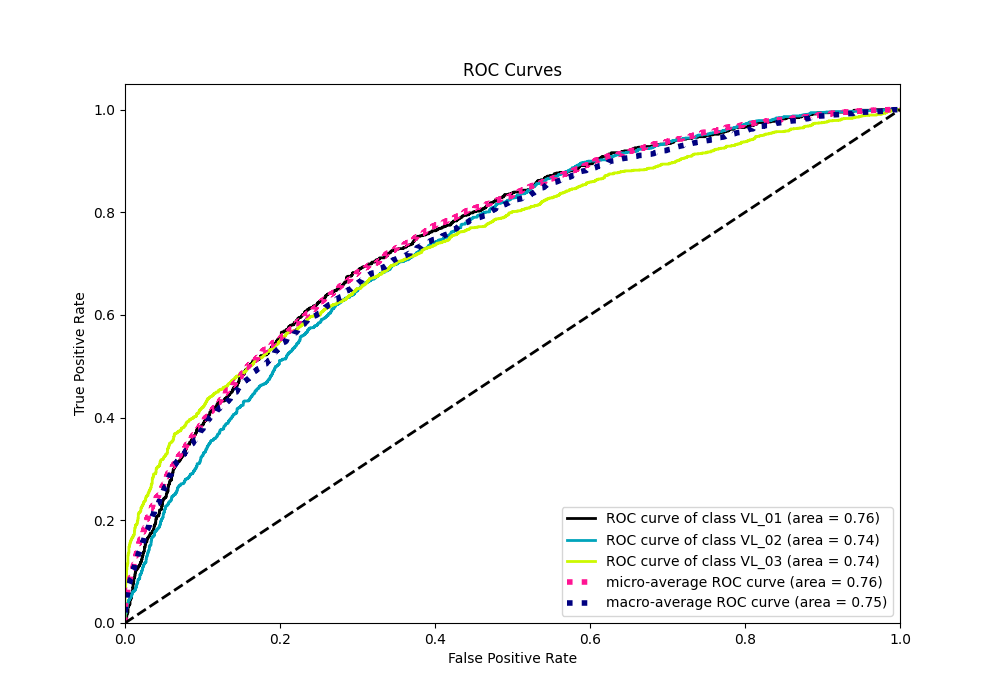 ROC Curves
True Positive Rate
1.0
0.8
0.6
0.4
0.2
0.0
ROC curve of class VL_01 (area = 0.76)
ROC curve of class VL_02 (area = 0.74)
ROC curve of class VL_03 (area = 0.74)
micro-average ROC curve (area = 0.76)
macro-average ROC curve (area = 0.75)
0.0 0.2 0.4 0.6 0.8 1.0
False Positive Rate